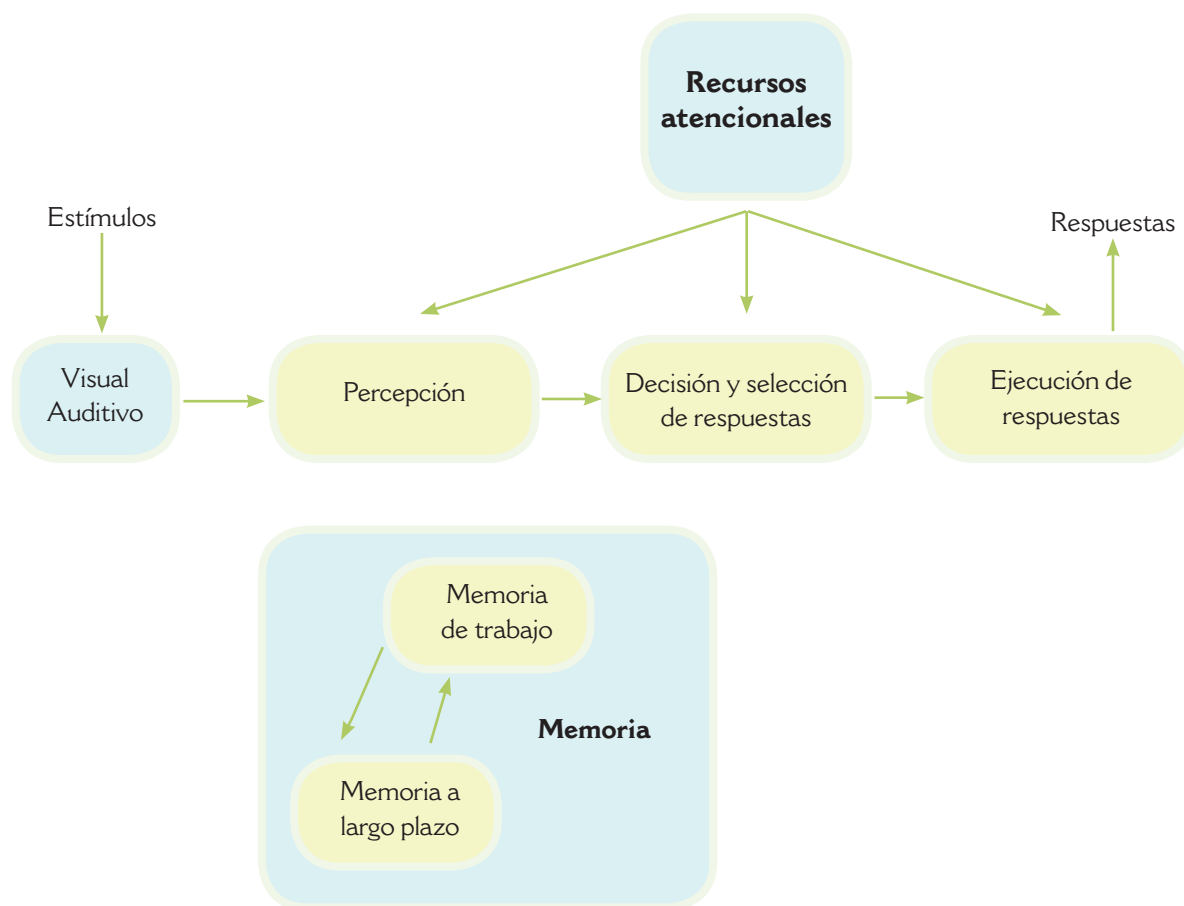 Recursos
atencionales
Estímulos
Respuestas
Visual
Auditivo
Percepción
Decisión y selección
de respuestas
Ejecución de
respuestas
Memoria
de trabajo
Memoria
Memoria a
largo plazo